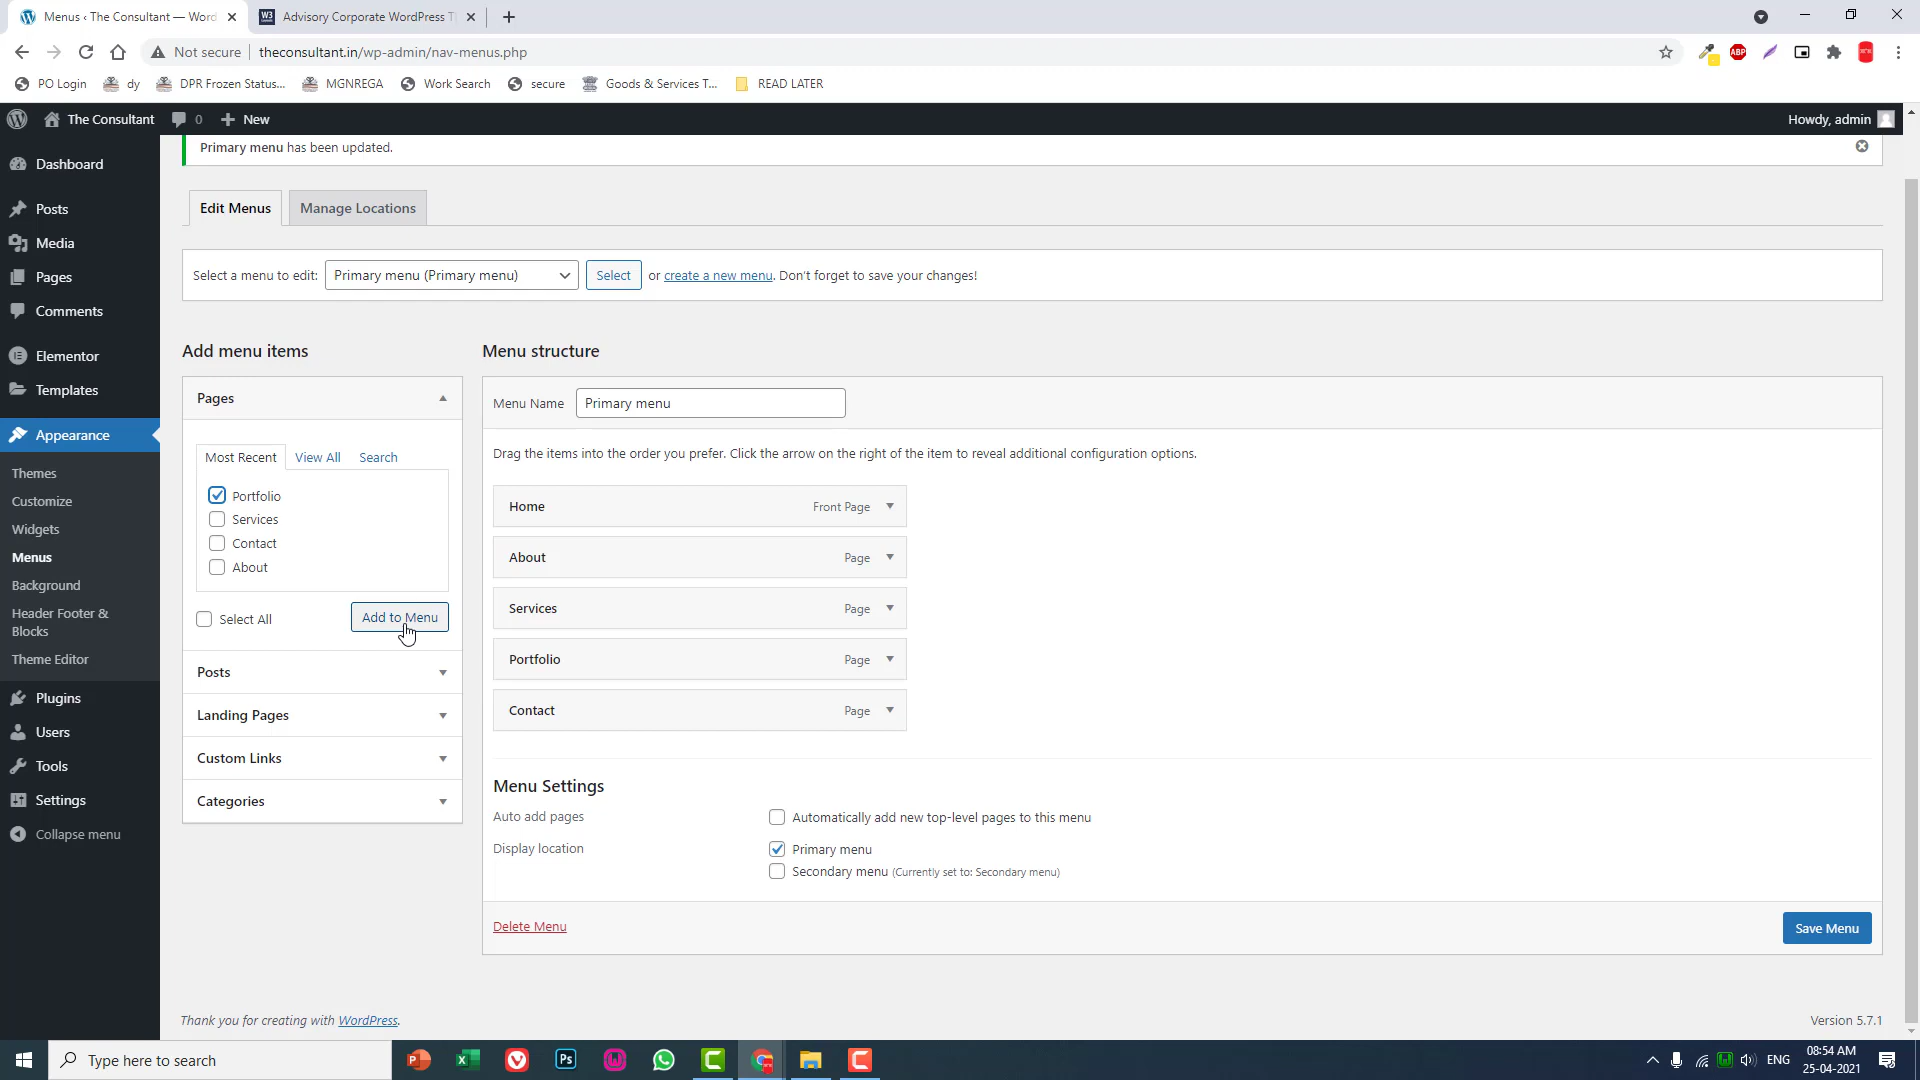 Menus ‹ The Consultant — Word
Advisory Corporate WordPress T
Not secure
theconsultant.in/wp-admin/nav-menus.php
PO Login
dy
DPR Frozen Status...
MGNREGA
Work Search
secure
Goods & Services T...
READ LATER
ABP
The Consultant
0
New
Howdy, admin
Dashboard
Posts
Media
Pages
Comments
Elementor
Templates
Appearance
Themes
Customize
Widgets
Menus
Background
Header Footer &
Blocks
Theme Editor
Plugins
Users
Tools
Settings
Collapse menu
Primary menu has been updated.
Edit Menus
Manage Locations
Select a menu to edit:
Primary menu (Primary menu)
Select
or create a new menu. Don’t forget to save your changes!
Add menu items
Pages
Most Recent
View All
Search
Portfolio
Services
Contact
About
Select All
Add to Menu
Posts
Landing Pages
Custom Links
Categories
Menu structure
Menu Name
Primary menu
Drag the items into the order you prefer. Click the arrow on the right of the item to reveal additional configuration options.
Home
Front Page
About
Page
Services
Page
Portfolio
Page
Contact
Page
Menu Settings
Auto add pages
Automatically add new top-level pages to this menu
Display location
Primary menu
Secondary menu (Currently set to: Secondary menu)
Delete Menu
Save Menu
Thank you for creating with WordPress.
Version 5.7.1
Type here to search
Ps
ENG
08:54 AM
25-04-2021